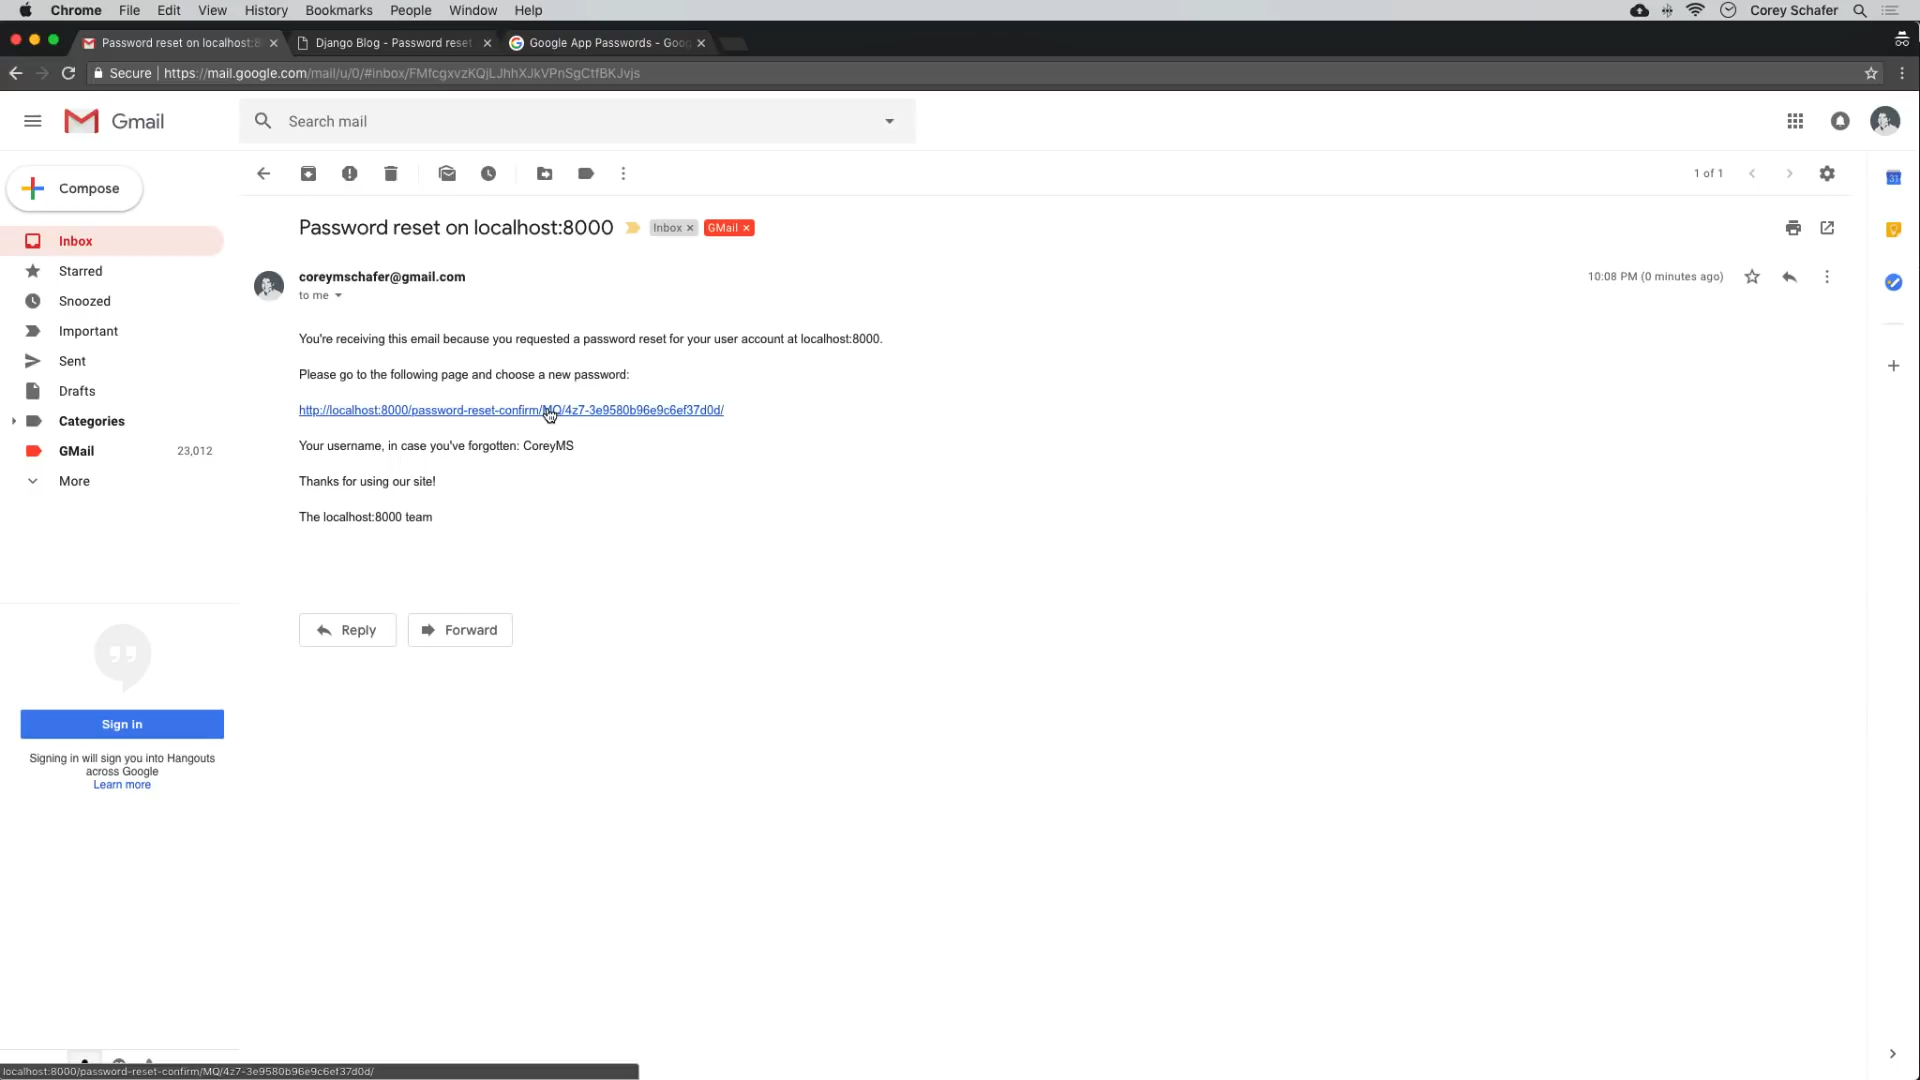 Chrome File Edit View History Bookmarks People Window Help Corey Schafer
Password reset on localhost:8 Django Blog - Password reset Google App Passwords - Goog
Secure | https://mail.google.com/mail/u/0/#inbox/FMfcgxvzKQjLJhhXJkVPnSgCtfBKJvjs
Gmail Search mail
Compose 1 of 1
Password reset on localhost:8000 Inbox x GMail x
Inbox
Starred
Snoozed
Important
Sent
Drafts
Categories
GMail 23,012
More
coreymschafer@gmail.com 10:08 PM (0 minutes ago)
to me
You're receiving this email because you requested a password reset for your user account at localhost:8000.
Please go to the following page and choose a new password:
http://localhost:8000/password-reset-confirm/MQ/4z7-3e9580b96e9c6ef37d0d/
Your username, in case you've forgotten: CoreyMS
Thanks for using our site!
The localhost:8000 team
Reply Forward
Sign in
Signing in will sign you into Hangouts
across Google
Learn more
31
localhost:8000/password-reset-confirm/MQ/4z7-3e9580b96e9c6ef37d0d/